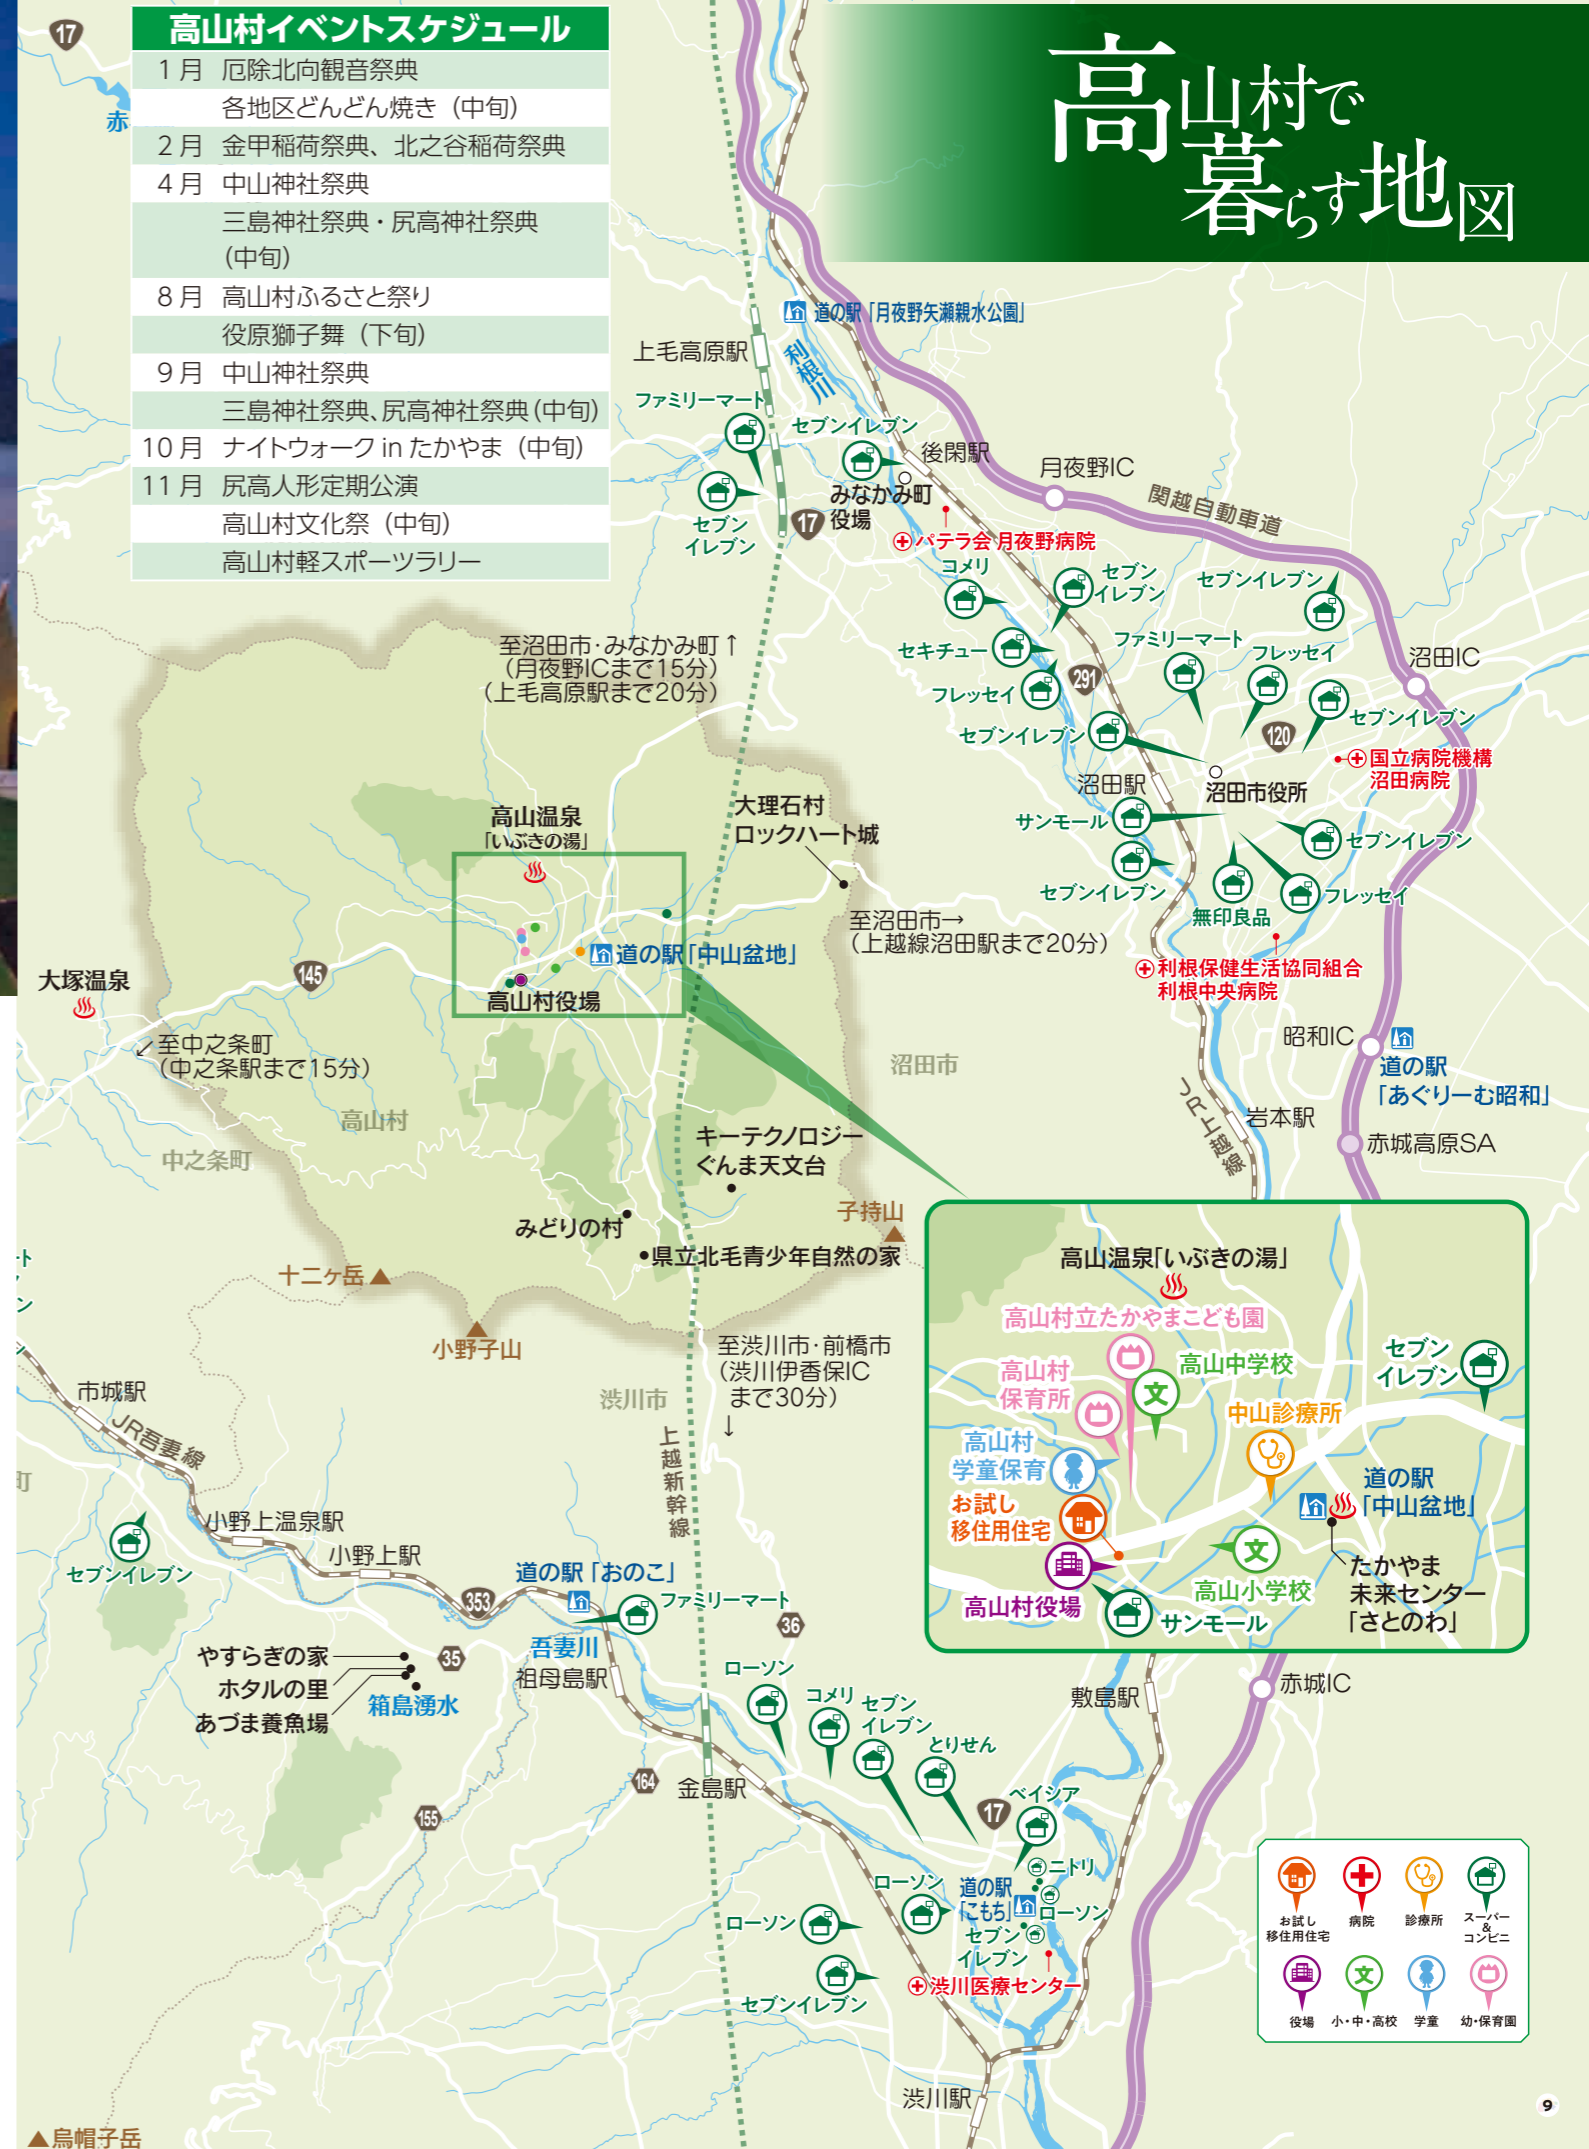 高山村で
暮らす地図
高山村イベントスケジュール
1月 厄除北向観音祭典
各地区どんどん焼き（中旬）
2月 金甲稲荷祭典、北之谷稲荷祭典
4月 中山神社祭典
三島神社祭典・尻高神社祭典
（中旬）
8月 高山村ふるさと祭り
役原獅子舞（下旬）
9月 中山神社祭典
三島神社祭典、尻高神社祭典（中旬）
10月 ナイトウォーク in たかやま（中旬）
11月 尻高人形定期公演
高山村文化祭（中旬）
高山村軽スポーツラリー
17
赤
道の駅「月夜野矢瀬親水公園」
上毛高原駅
利根川
ファミリーマート
セブンイレブン
後閑駅
月夜野IC
みなかみ町
役場
関越自動車道
セブン
イレブン
17
パテラ会 月夜野病院
コメリ
セブン
イレブン
セブンイレブン
セキチュー
ファミリーマート
フレッセイ
沼田IC
フレッセイ
291
セブンイレブン
セブンイレブン
120
国立病院機構
沼田病院
沼田駅
沼田市役所
サンモール
セブンイレブン
セブンイレブン
フレッセイ
無印良品
利根保健生活協同組合
利根中央病院
昭和IC
道の駅
「あぐりーむ昭和」
JR上越線
岩本駅
赤城高原SA
至沼田市・みなかみ町↑
（月夜野ICまで15分）
（上毛高原駅まで20分）
高山温泉
「いぶきの湯」
大理石村
ロックハート城
至沼田市→
（上越線沼田駅まで20分）
道の駅「中山盆地」
高山村役場
145
大塚温泉
↙至中之条町
（中之条駅まで15分）
沼田市
高山村
中之条町
キーテクノロジー
ぐんま天文台
みどりの村
子持山
県立北毛青少年自然の家
十二ヶ岳
小野子山
至渋川市・前橋市
（渋川伊香保IC
まで30分）
↓
渋川市
上越新幹線
ト
ン
町
市城駅
JR吾妻線
セブンイレブン
小野上温泉駅
小野上駅
353
道の駅「おのこ」
ファミリーマート
吾妻川
祖母島駅
36
35
やすらぎの家
ホタルの里
あづま養魚場
箱島湧水
164
155
金島駅
ローソン
コメリ
セブン
イレブン
とりせん
17
ベイシア
ニトリ
ローソン
道の駅
「こもち」
ローソン
ローソン
セブン
イレブン
セブンイレブン
渋川医療センター
敷島駅
赤城IC
渋川駅
烏帽子岳
高山温泉「いぶきの湯」
高山村立たかやまこども園
高山村
保育所
高山中学校
セブン
イレブン
中山診療所
高山村
学童保育
お試し
移住用住宅
道の駅
「中山盆地」
文
文
高山小学校
たかやま
未来センター
「さとのわ」
高山村役場
サンモール
お試し
移住用住宅
病院
診療所
スーパー
&
コンビニ
役場
文
小・中・高校
学童
幼・保育園
9